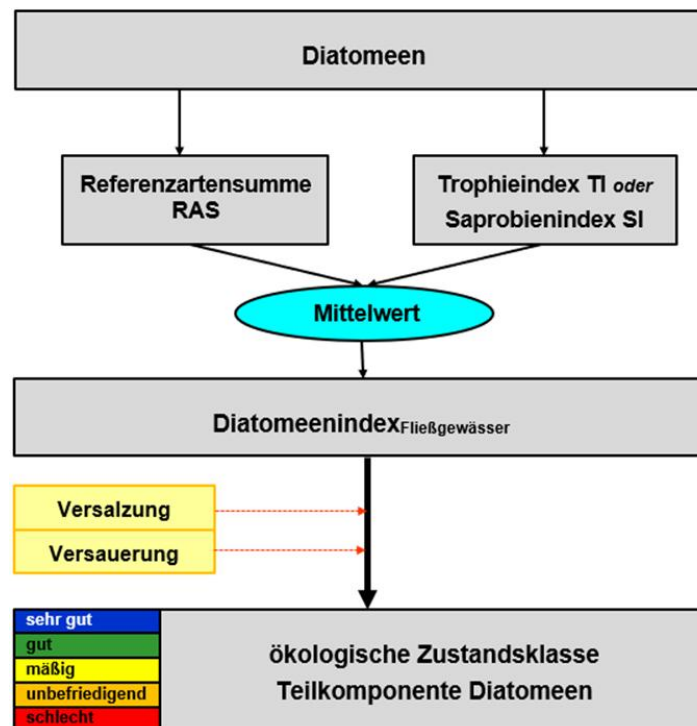 Diatomeen
Referenzartensumme
RAS
Trophieindex TI oder
Saprobienindex SI
Mittelwert
DiatomeenindexFließgewässer
Versalzung
Versauerung
sehr gut
gut
mäßig
unbefriedigend
schlecht
ökologische Zustandsklasse
Teilkomponente Diatomeen